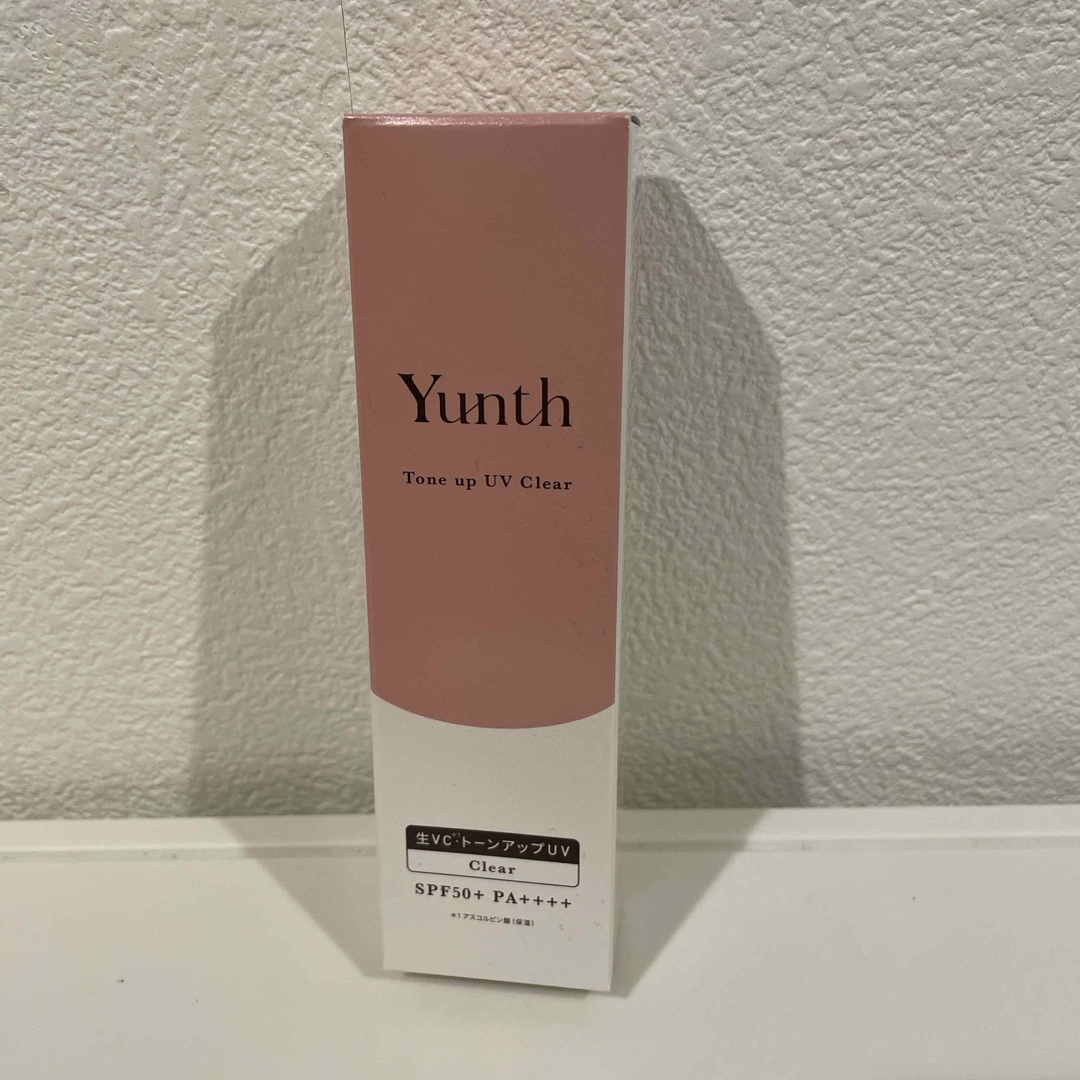 Yunth
Tone up UV Clear
生VC*¹トーンアップUV
Clear
SPF50+ PA++++
*1 アスコルビン酸(保湿)